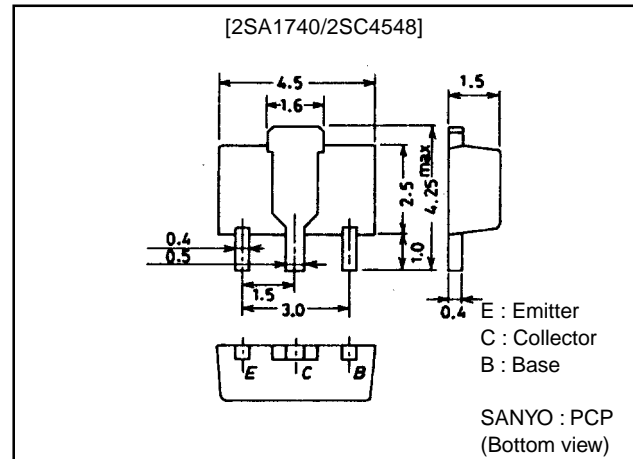 [2SA1740/2SC4548]
4.5
1.6
1.5
2.5
4.25max
1.0
0.4
0.5
1.5
3.0
0.4
E : Emitter
C : Collector
B : Base
E C B
SANYO : PCP
(Bottom view)